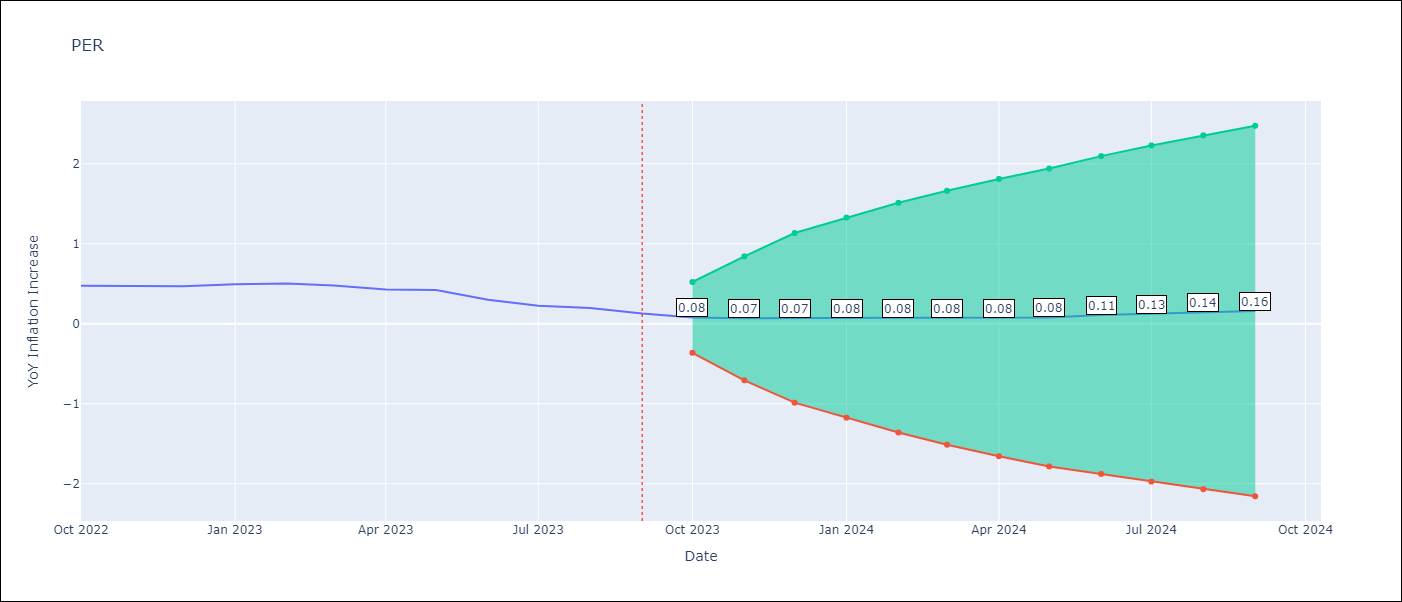 PER
YoY Inflation Increase
2
1
0
−1
−2
0.08
0.07
0.07
0.08
0.08
0.08
0.08
0.08
0.11
0.13
0.14
0.16
Oct 2022
Jan 2023
Apr 2023
Jul 2023
Oct 2023
Jan 2024
Apr 2024
Jul 2024
Oct 2024
Date